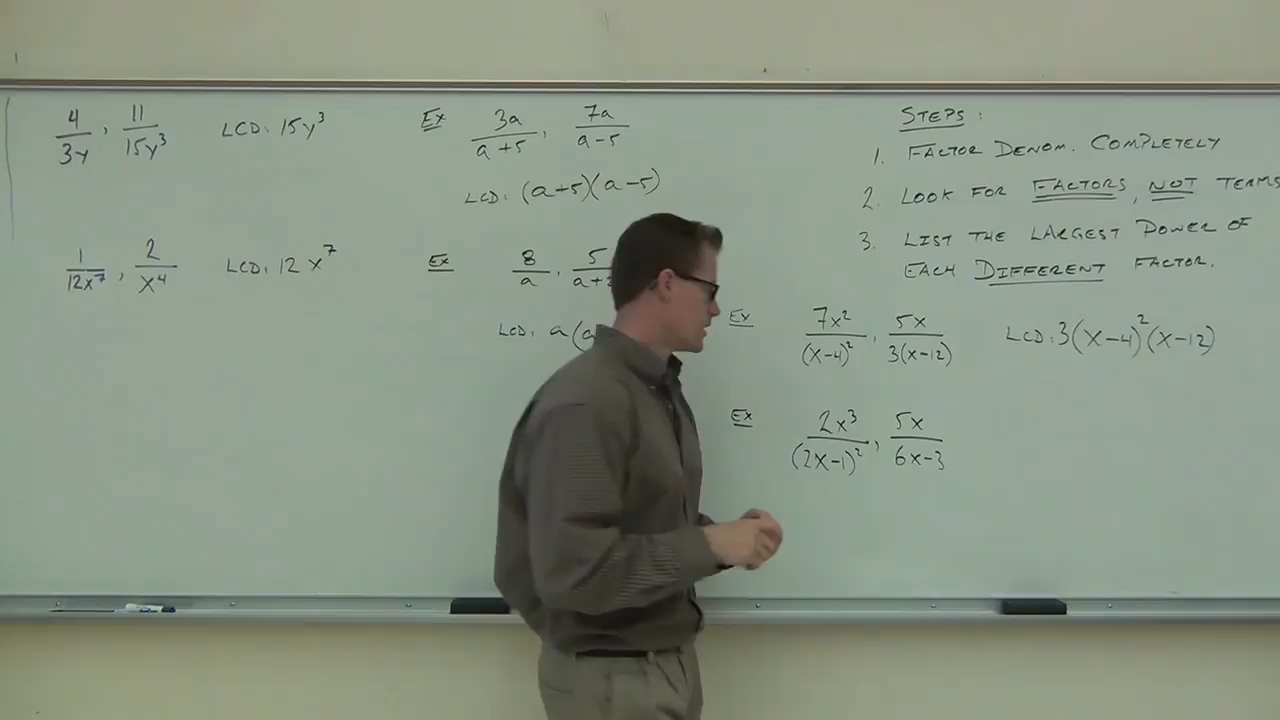 4/3y , 11/15y³ LCD: 15y³
1/12x⁷ , 2/x⁴ LCD: 12x⁷
Ex 3a/a+5 , 7a/a-5
LCD: (a+5)(a-5)
Ex 8/a , 5/a+
LCD: a(a
STEPS:
1. FACTOR DENOM. COMPLETELY
2. LOOK FOR FACTORS, NOT TERMS
3. LIST THE LARGEST POWER OF
EACH DIFFERENT FACTOR.
Ex 7x²/(x-4)² , 5x/3(x-12) LCD: 3(x-4)²(x-12)
Ex 2x³/(2x-1)² , 5x/6x-3